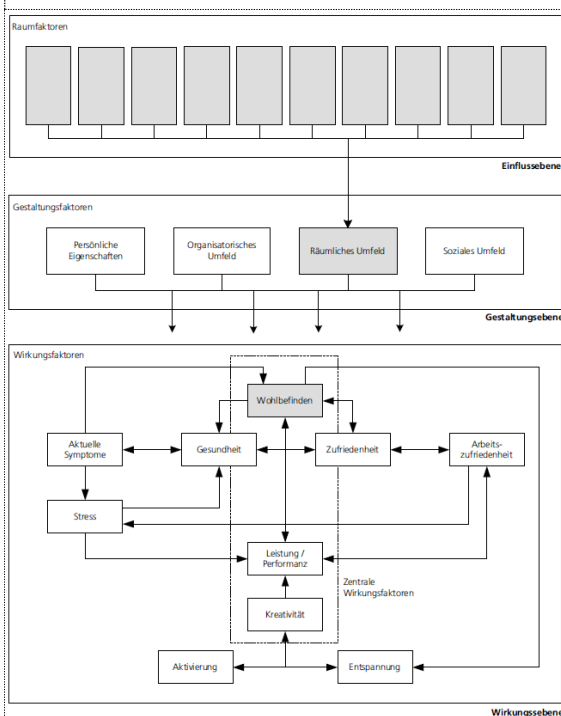 Raumfaktoren
Einflussebene
Gestaltungsfaktoren
Persönliche
Eigenschaften
Organisatorisches
Umfeld
Räumliches Umfeld
Soziales Umfeld
Gestaltungsebene
Wirkungsfaktoren
Wohlbefinden
Aktuelle
Symptome
Gesundheit
Zufriedenheit
Arbeits-
zufriedenheit
Stress
Leistung /
Performanz
Zentrale
Wirkungsfaktoren
Kreativität
Aktivierung
Entspannung
Wirkungssebene